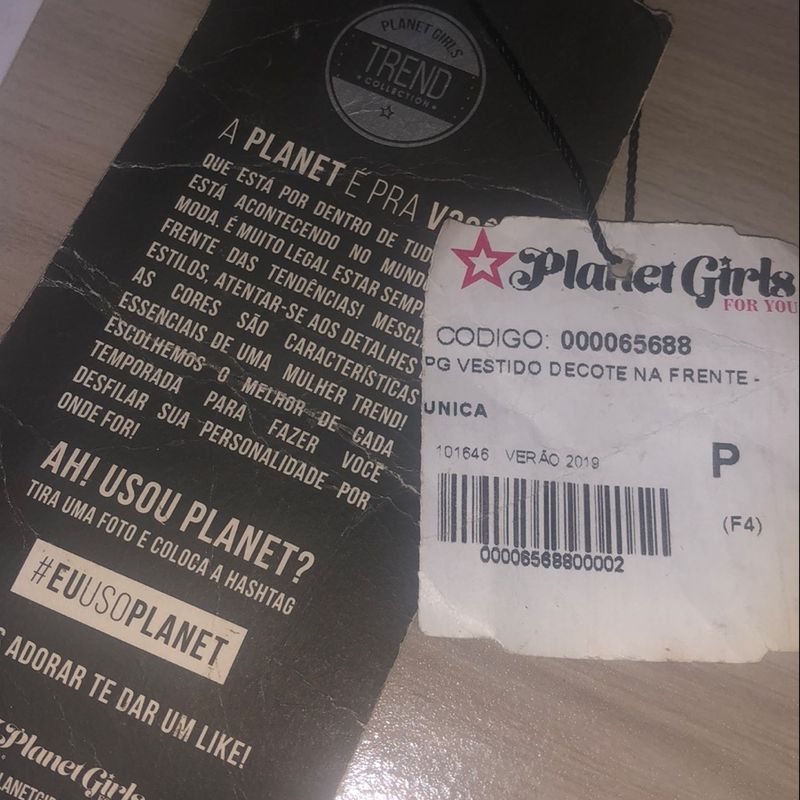 PLANET GIRLS
TREND
COLLECTION
A PLANET É PRA VOCÊ
QUE ESTÁ POR DENTRO DE TUD
ESTÁ ACONTECENDO NO MUND
MODA. É MUITO LEGAL ESTAR SEMP
FRENTE DAS TENDÊNCIAS! MESCL
ESTILOS, ATENTAR-SE AOS DETALHES
AS CORES SÃO CARACTERÍSTICAS
ESSENCIAIS DE UMA MULHER TREND!
ESCOLHEMOS O MELHOR DE CADA
TEMPORADA PARA FAZER VOCÊ
DESFILAR SUA PERSONALIDADE POR
ONDE FOR!
AH! USOU PLANET?
TIRA UMA FOTO E COLOCA A HASHTAG
#EUUSOPLANET
S ADORAR TE DAR UM LIKE!
Planet Girls
PLANETGIR
Planet Girls
FOR YOU
CODIGO: 000065688
PG VESTIDO DECOTE NA FRENTE -
UNICA
101646 VERÃO 2019
P
(F4)
00006568800002